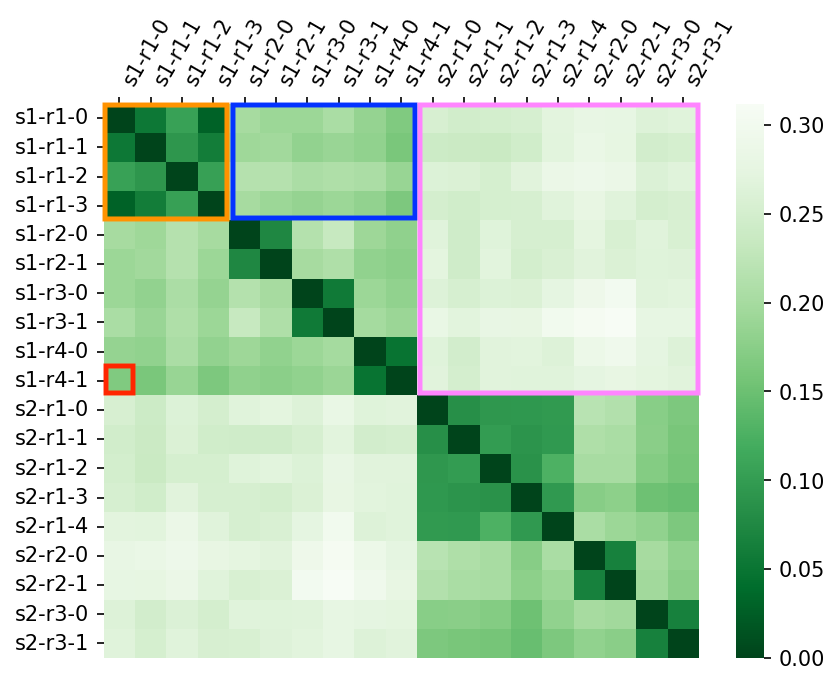 s1-r1-0
s1-r1-1
s1-r1-2
s1-r1-3
s1-r2-0
s1-r2-1
s1-r3-0
s1-r3-1
s1-r4-0
s1-r4-1
s2-r1-0
s2-r1-1
s2-r1-2
s2-r1-3
s2-r1-4
s2-r2-0
s2-r2-1
s2-r3-0
s2-r3-1
s1-r1-0
s1-r1-1
s1-r1-2
s1-r1-3
s1-r2-0
s1-r2-1
s1-r3-0
s1-r3-1
s1-r4-0
s1-r4-1
s2-r1-0
s2-r1-1
s2-r1-2
s2-r1-3
s2-r1-4
s2-r2-0
s2-r2-1
s2-r3-0
s2-r3-1
0.30
0.25
0.20
0.15
0.10
0.05
0.00